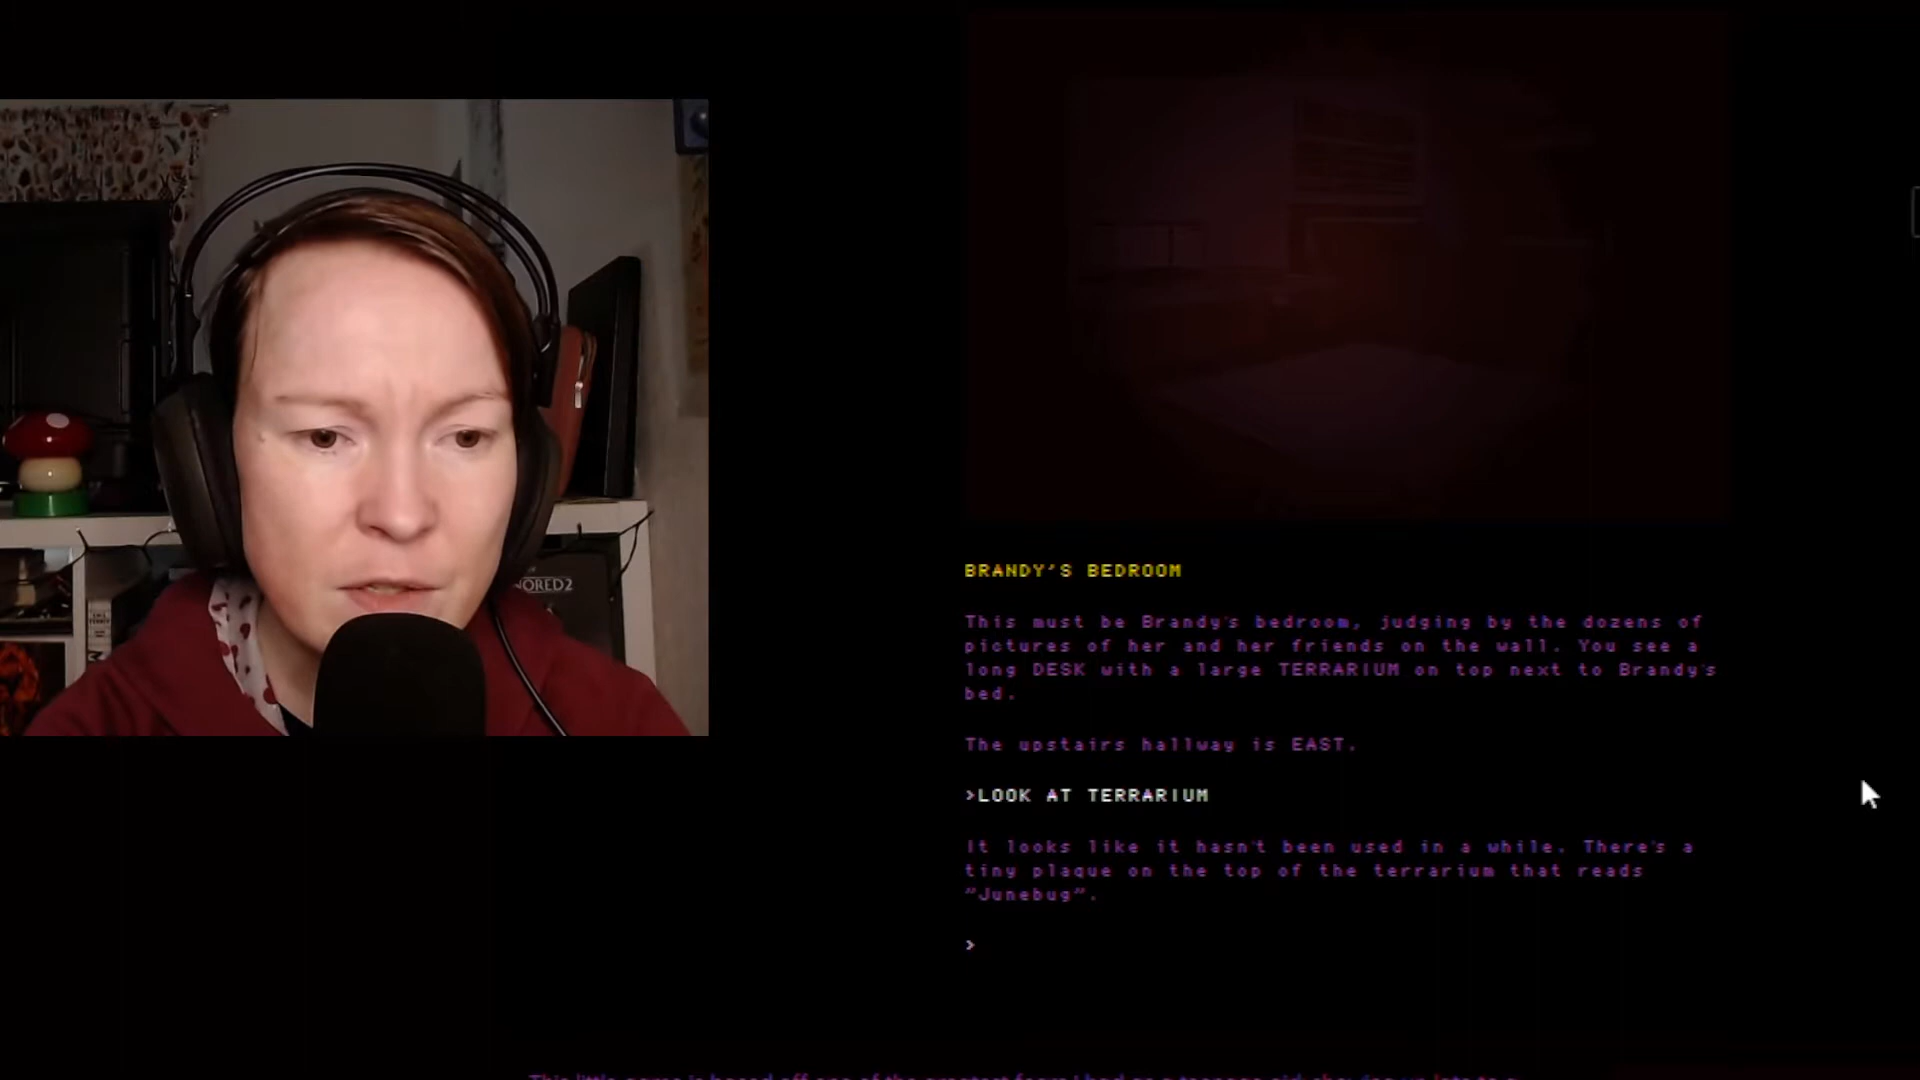 NORED2
BRANDY'S BEDROOM
This must be Brandy's bedroom, judging by the dozens of
pictures of her and her friends on the wall. You see a
long DESK with a large TERRARIUM on top next to Brandy's
bed.
The upstairs hallway is EAST.
>LOOK AT TERRARIUM
It looks like it hasn't been used in a while. There's a
tiny plaque on the top of the terrarium that reads
"Junebug".
>